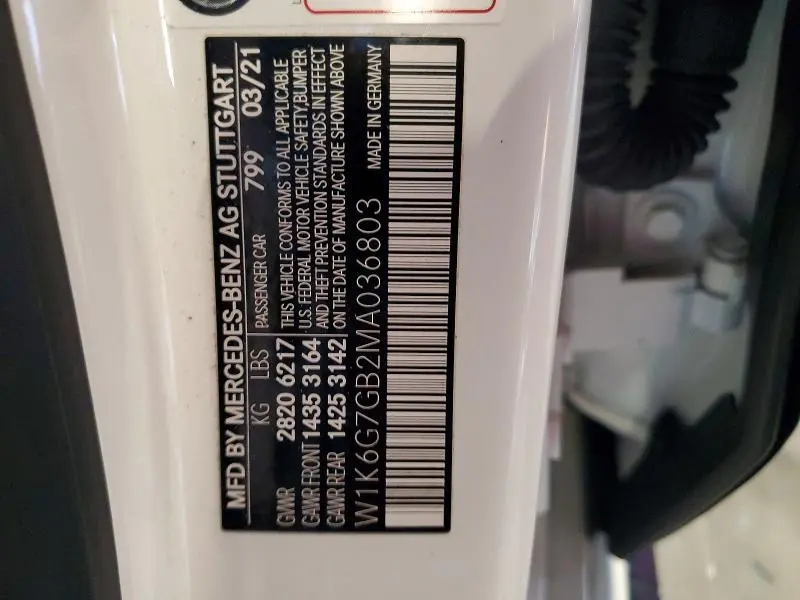 MFD BY MERCEDES-BENZ AG STUTTGART
KG LBS PASSENGER CAR 799 03/21
GVWR 2820 6217 THIS VEHICLE CONFORMS TO ALL APPLICABLE
GAWR FRONT 1435 3164 U.S. FEDERAL MOTOR VEHICLE SAFETY/BUMPER
GAWR REAR 1425 3142 AND THEFT PREVENTION STANDARDS IN EFFECT
ON THE DATE OF MANUFACTURE SHOWN ABOVE
W1K6G7GB2MA036803 MADE IN GERMANY